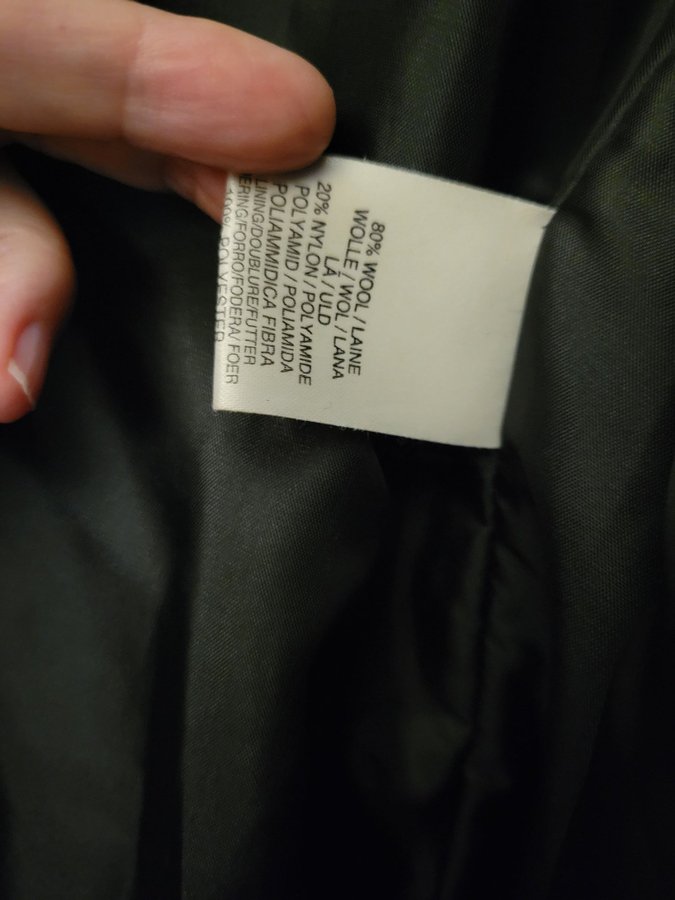 80% WOOL / LAINE
WOLLE / WOL / LANA
LÃ / ULD
20% NYLON / POLYAMIDE
POLYAMID / POLIAMIDA
POLIAMMIDICA FIBRA
LINING/DOUBLURE/FUTTER
ERING/FORRO/FODERA/ FOER
100% POLYESTER